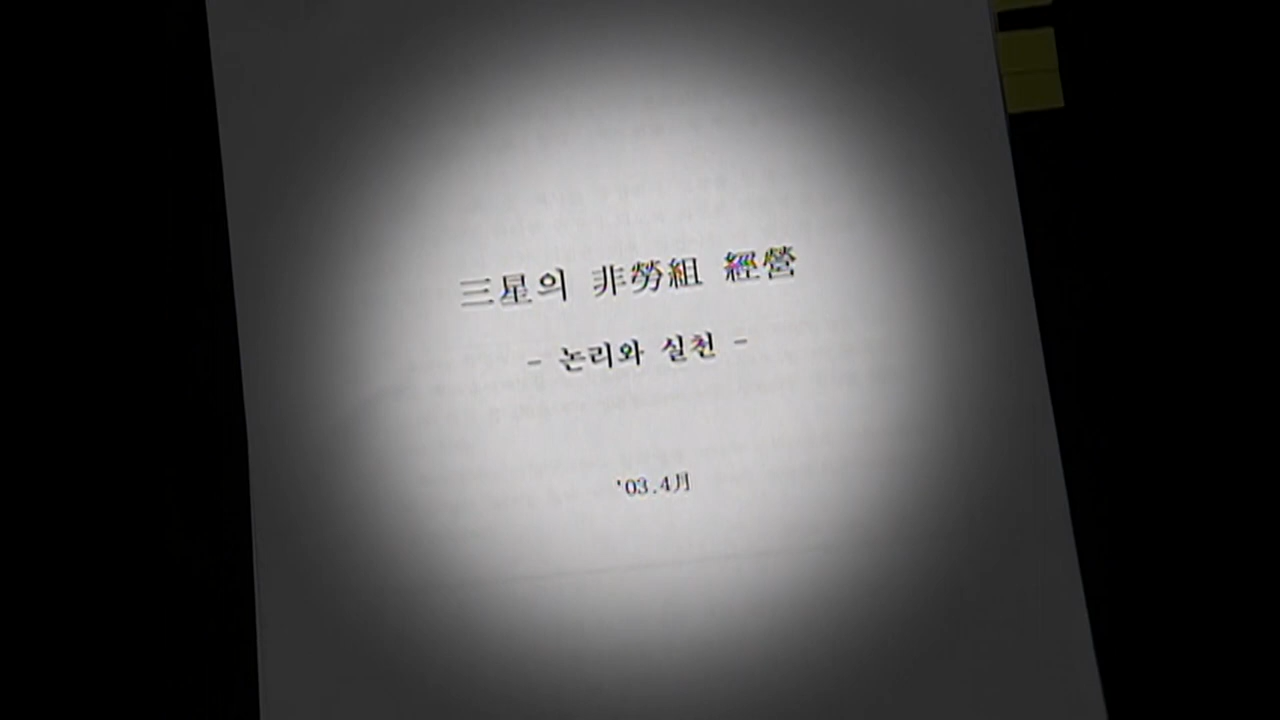 三星의 非勞組 經營
- 논리와 실천 -
'03.4月